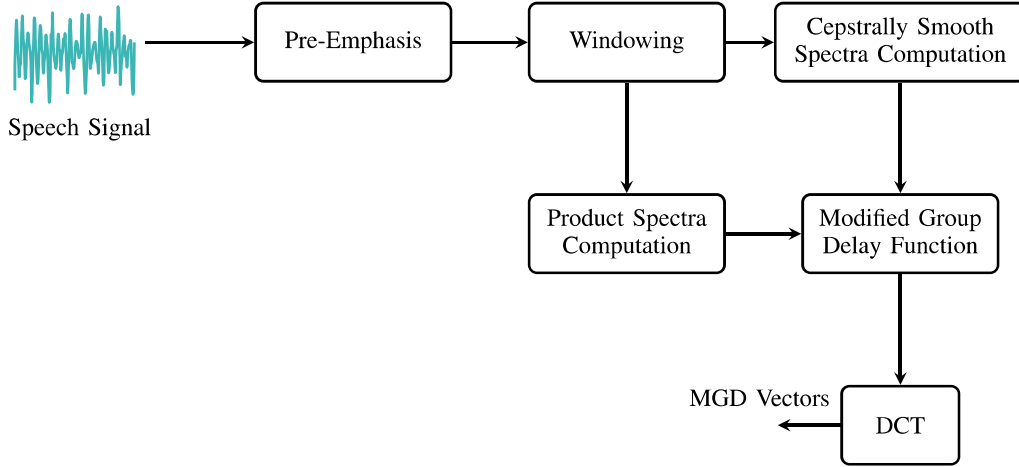 Pre-Emphasis
Windowing
Cepstrally Smooth
Spectra Computation
Speech Signal
Product Spectra
Computation
Modified Group
Delay Function
MGD Vectors
DCT